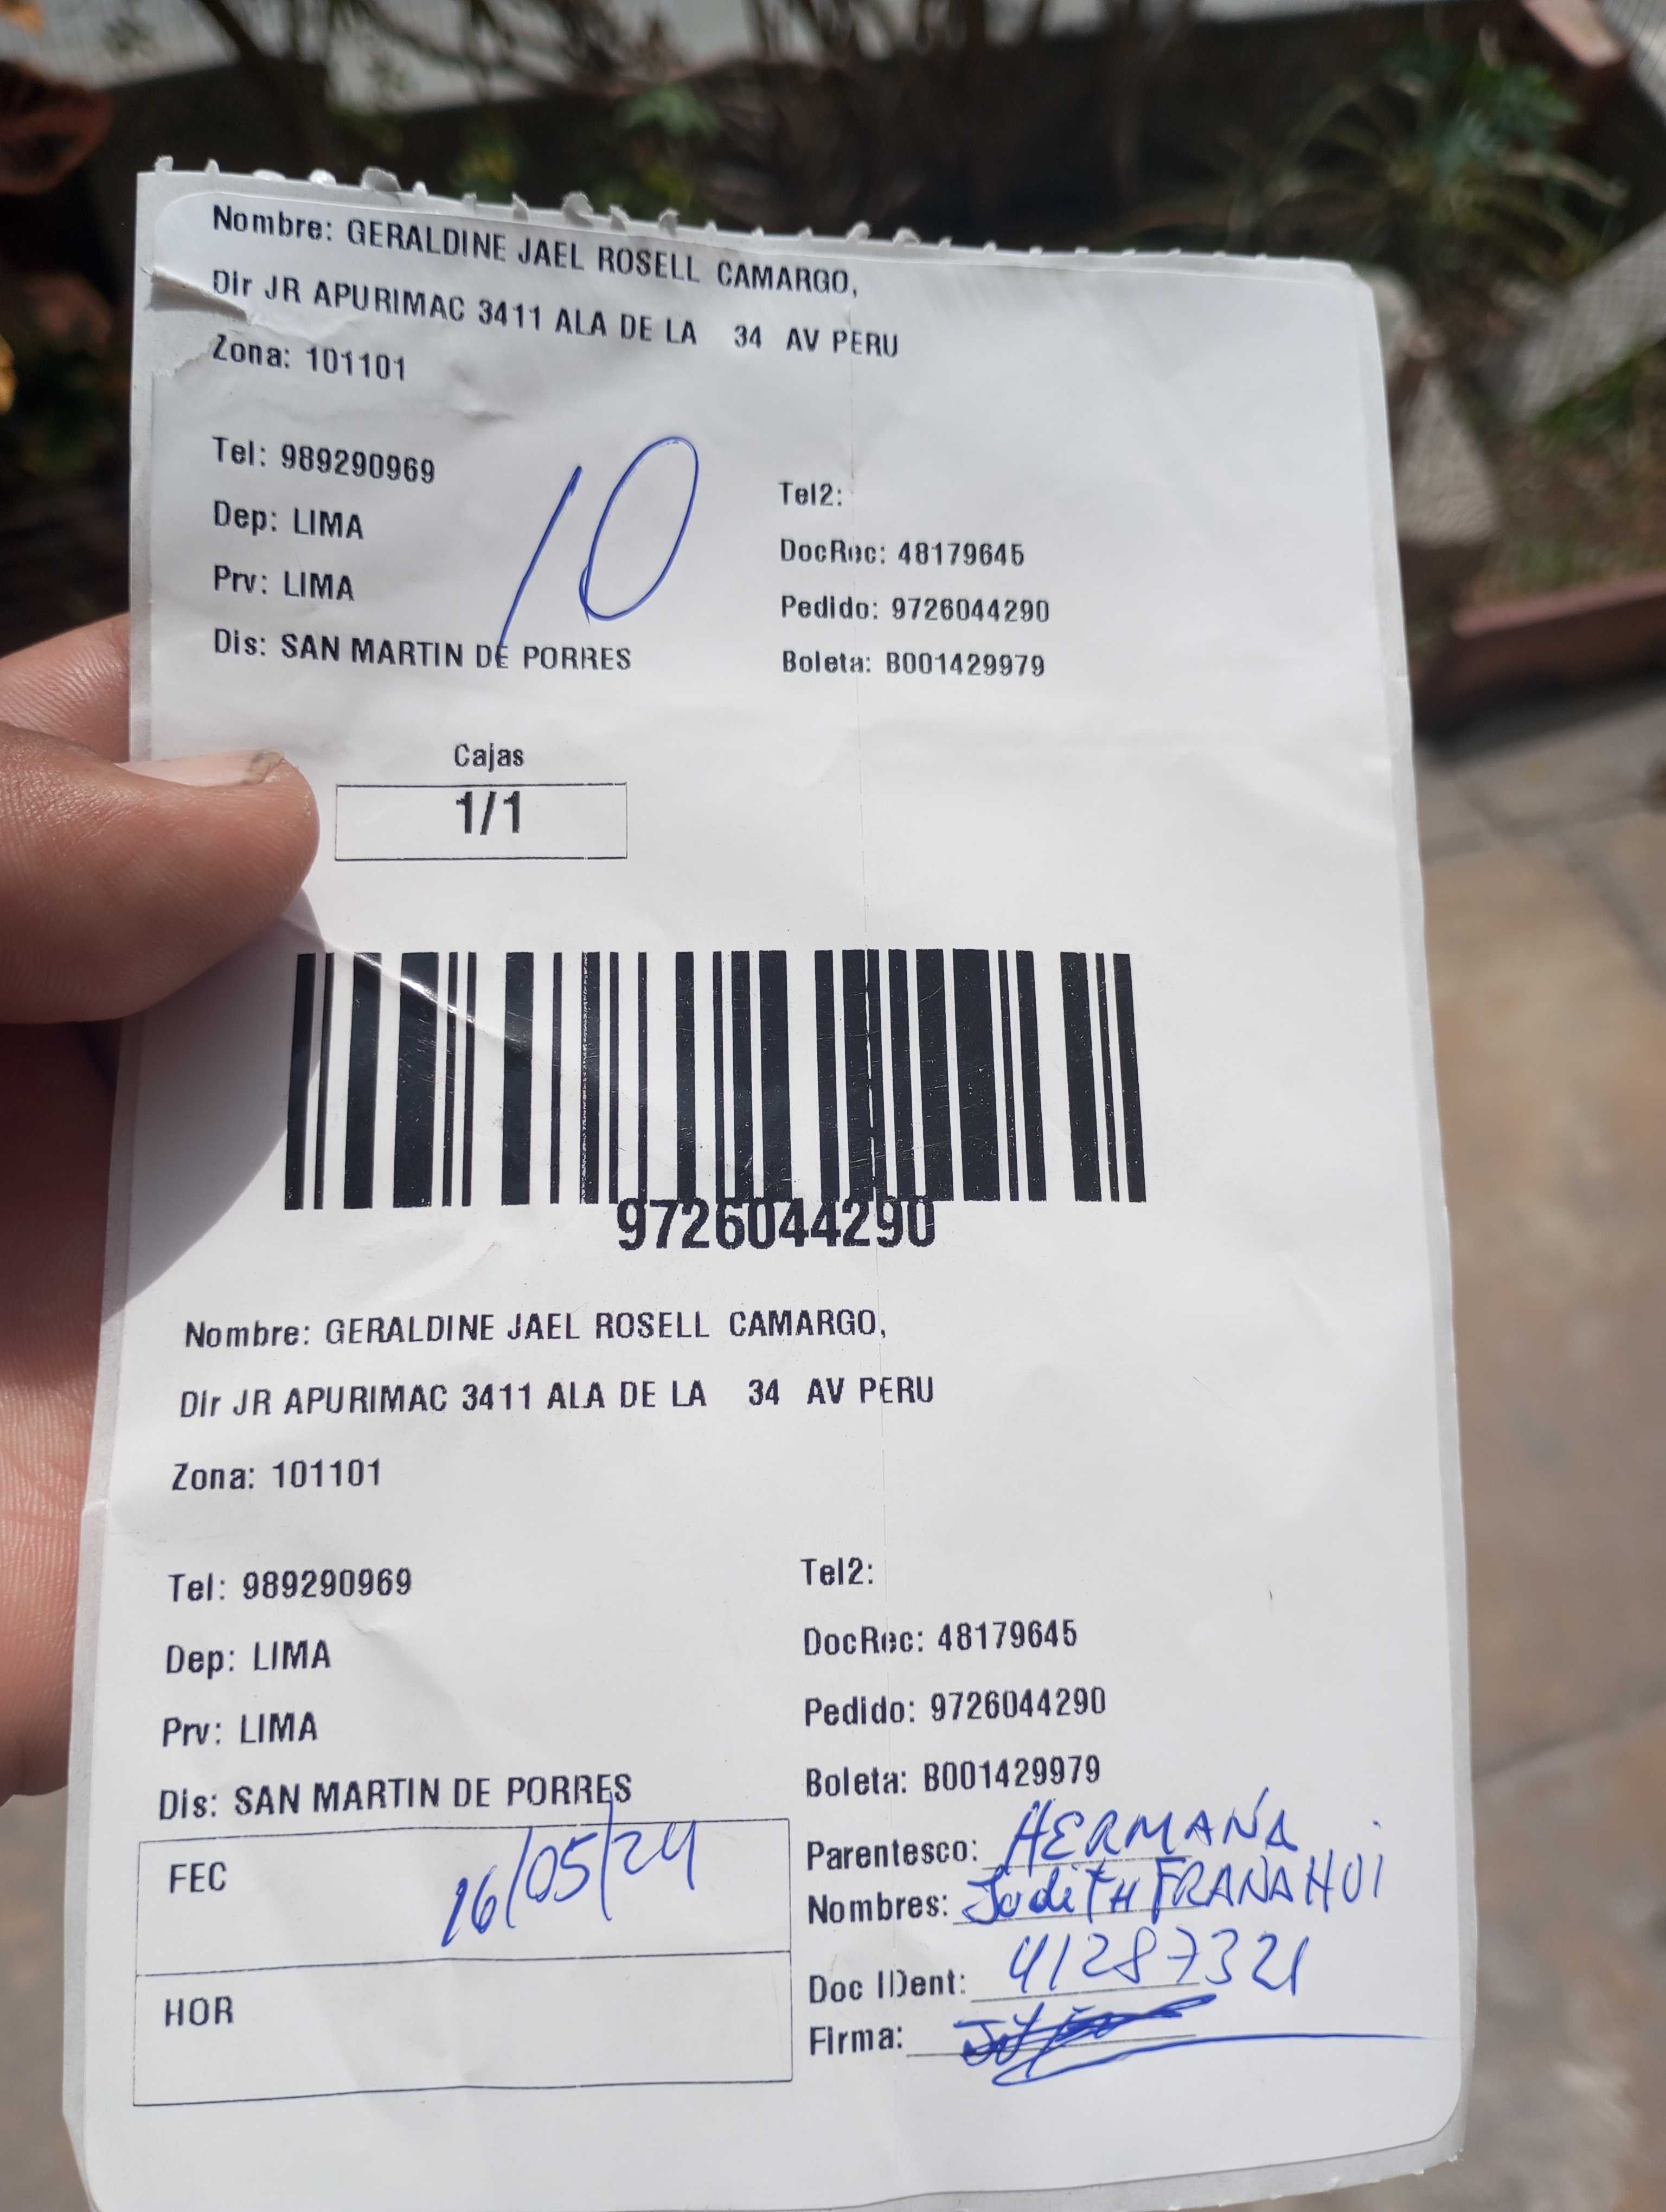 Nombre: GERALDINE JAEL ROSELL CAMARGO,
Dir JR APURIMAC 3411 ALA DE LA 34 AV PERU
Zona: 101101
Tel: 989290969
Tel2:
10
Dep: LIMA
DocRec: 48179645
Prv: LIMA
Pedido: 9726044290
Dis: SAN MARTIN DE PORRES
Boleta: B001429979
Cajas
1/1
9726044290
Nombre: GERALDINE JAEL ROSELL CAMARGO,
Dir JR APURIMAC 3411 ALA DE LA 34 AV PERU
Zona: 101101
Tel: 989290969
Tel2:
Dep: LIMA
DocRec: 48179645
Prv: LIMA
Pedido: 9726044290
Dis: SAN MARTIN DE PORRES
Boleta: B001429979
FEC 16/05/24
Parentesco: HERMANA
Nombres: Judith
Doc IDent: 41287321
HOR
Firma: